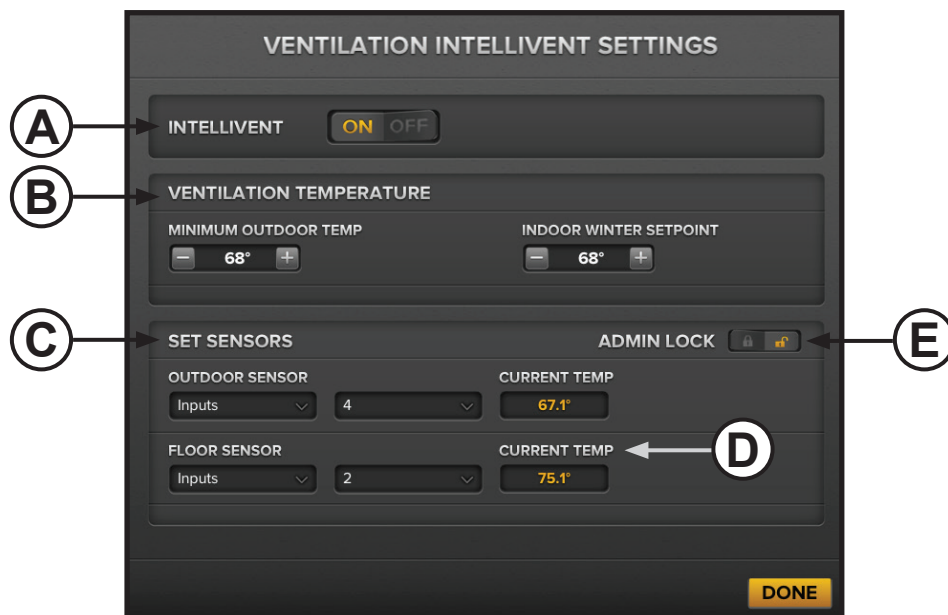 VENTILATION INTELLIVENT SETTINGS
A
INTELLIVENT ON OFF
B
VENTILATION TEMPERATURE
MINIMUM OUTDOOR TEMP INDOOR WINTER SETPOINT
− 68° + − 68° +
C
SET SENSORS ADMIN LOCK
E
OUTDOOR SENSOR CURRENT TEMP
Inputs 4 67.1°
FLOOR SENSOR CURRENT TEMP
D
Inputs 2 75.1°
DONE